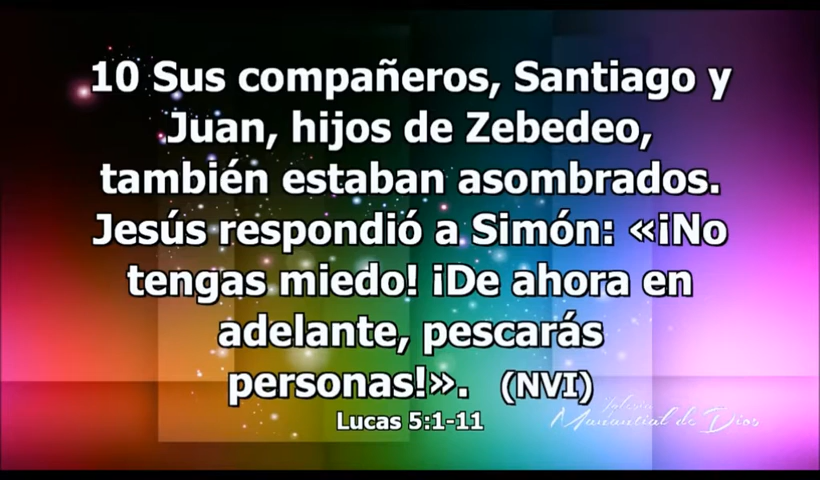 10 Sus compañeros, Santiago y
Juan, hijos de Zebedeo,
también estaban asombrados.
Jesús respondió a Simón: «¡No
tengas miedo! ¡De ahora en
adelante, pescarás
personas!». (NVI)
Lucas 5:1-11
Iglesia
Manantial de Dios